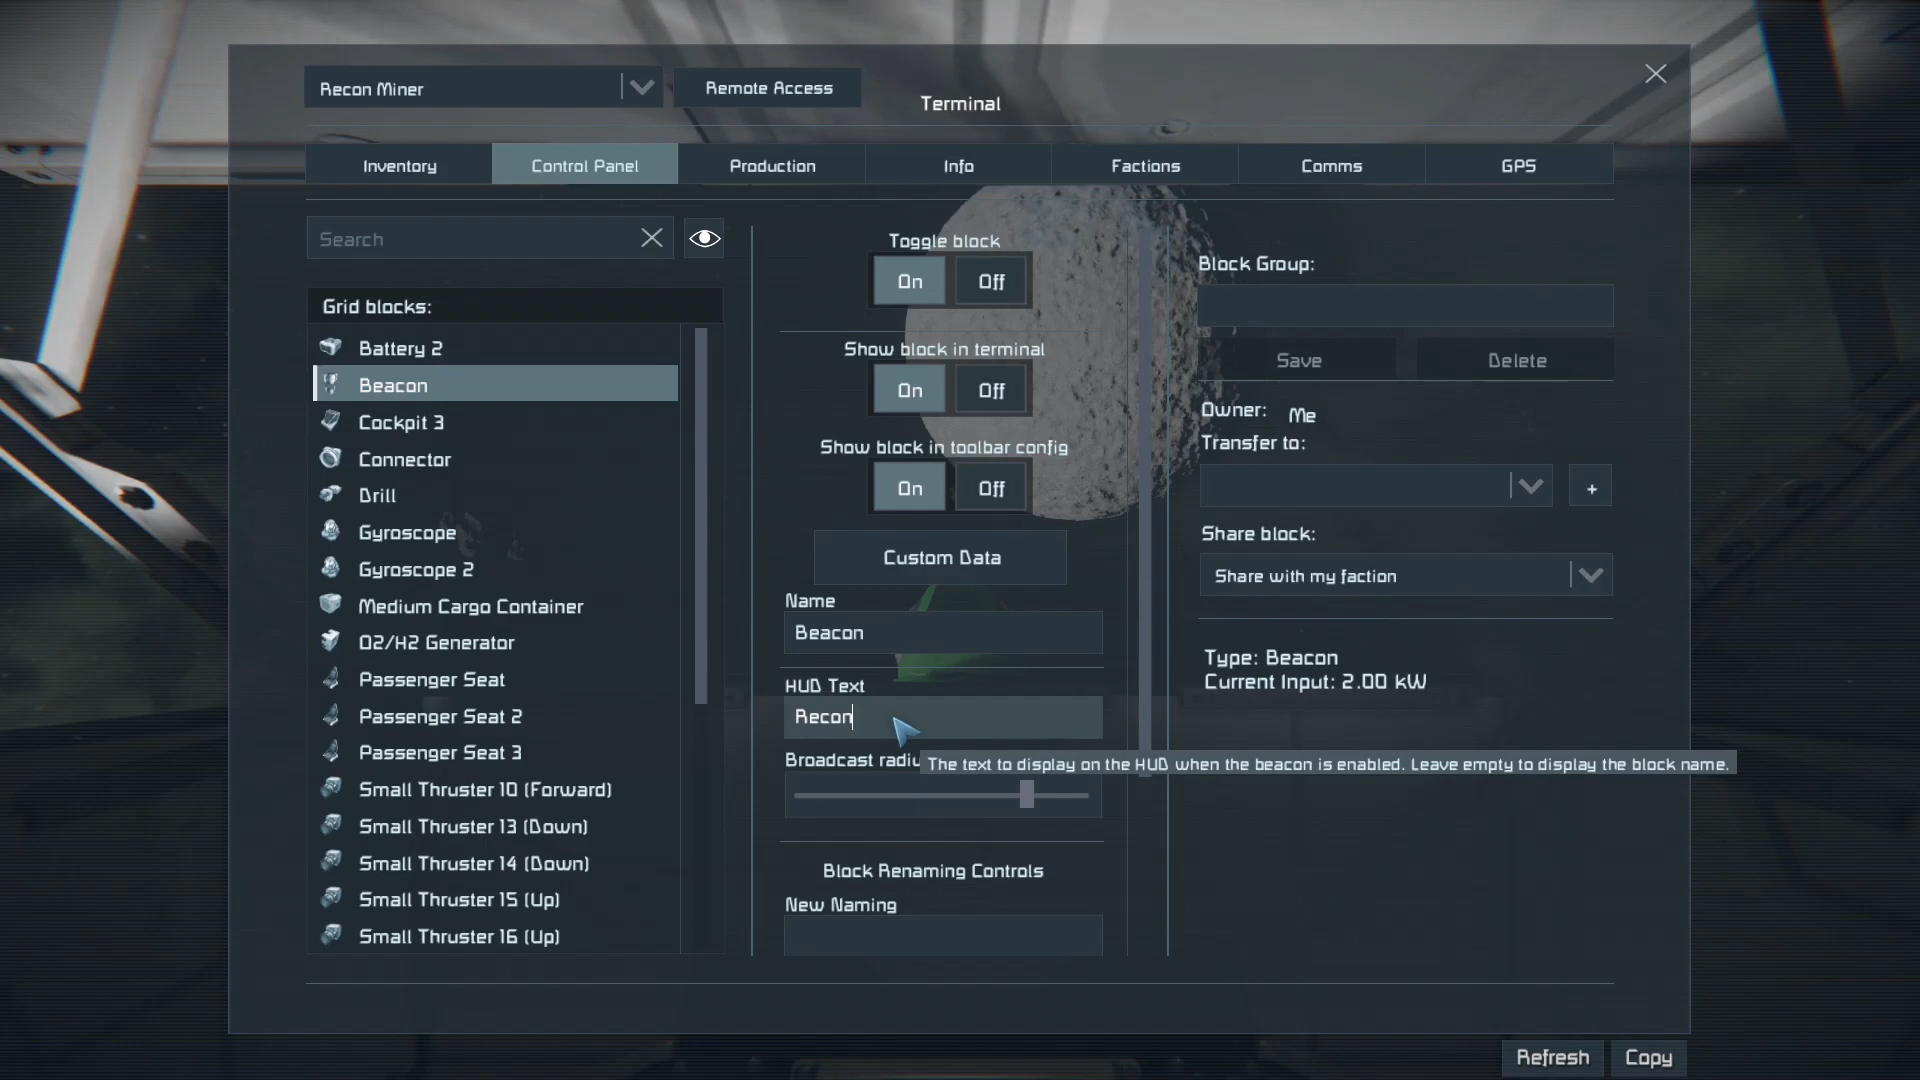 Recon Miner
Remote Access
Terminal
Inventory
Control Panel
Production
Info
Factions
Comms
GPS
Search
Grid blocks:
Battery 2
Beacon
Cockpit 3
Connector
Drill
Gyroscope
Gyroscope 2
Medium Cargo Container
O2/H2 Generator
Passenger Seat
Passenger Seat 2
Passenger Seat 3
Small Thruster 10 (Forward)
Small Thruster 13 (Down)
Small Thruster 14 (Down)
Small Thruster 15 (Up)
Small Thruster 16 (Up)
Toggle block
On
Off
Show block in terminal
On
Off
Show block in toolbar config
On
Off
Custom Data
Name
Beacon
HUD Text
Recon
Broadcast radiu
The text to display on the HUD when the beacon is enabled. Leave empty to display the block name.
Block Renaming Controls
New Naming
Block Group:
Save
Delete
Owner: Me
Transfer to:
+
Share block:
Share with my faction
Type: Beacon
Current Input: 2.00 kW
Refresh
Copy